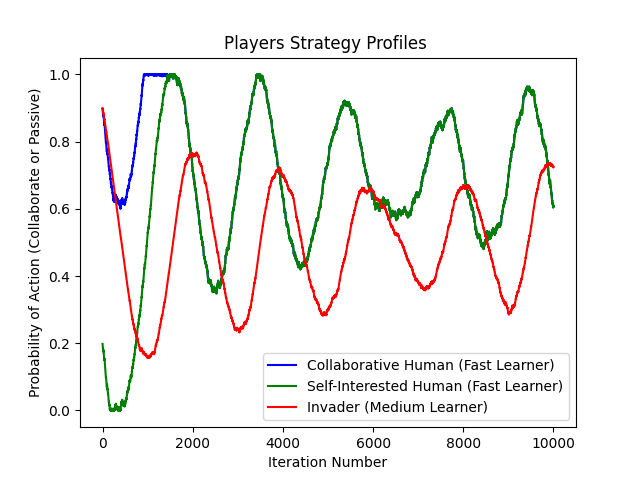 Players Strategy Profiles
Probability of Action (Collaborate or Passive)
1.0
0.8
0.6
0.4
0.2
0.0
Collaborative Human (Fast Learner)
Self-Interested Human (Fast Learner)
Invader (Medium Learner)
0 2000 4000 6000 8000 10000
Iteration Number